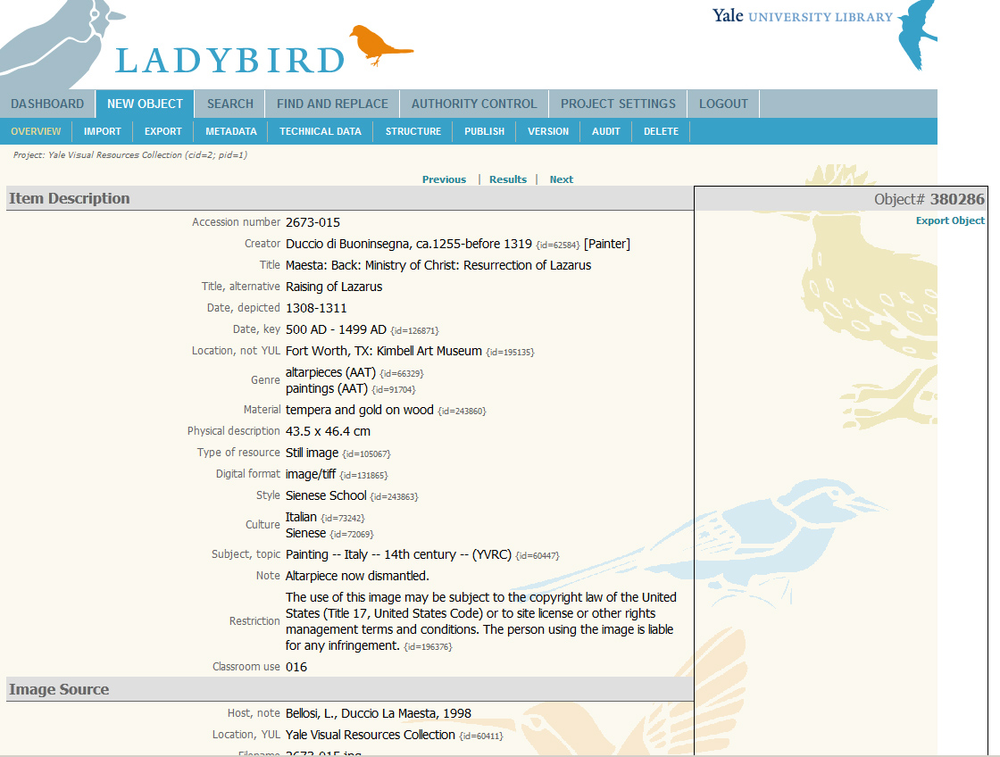 Yale UNIVERSITY LIBRARY
LADYBIRD
DASHBOARD NEW OBJECT SEARCH FIND AND REPLACE AUTHORITY CONTROL PROJECT SETTINGS LOGOUT
OVERVIEW IMPORT EXPORT METADATA TECHNICAL DATA STRUCTURE PUBLISH VERSION AUDIT DELETE
Project: Yale Visual Resources Collection (cid=2; pid=1)
Previous | Results | Next
Item Description
Object# 380286
Export Object
Accession number 2673-015
Creator Duccio di Buoninsegna, ca.1255-before 1319 {id=62584} [Painter]
Title Maesta: Back: Ministry of Christ: Resurrection of Lazarus
Title, alternative Raising of Lazarus
Date, depicted 1308-1311
Date, key 500 AD - 1499 AD {id=126871}
Location, not YUL Fort Worth, TX: Kimbell Art Museum {id=195135}
Genre altarpieces (AAT) {id=66329}
paintings (AAT) {id=91704}
Material tempera and gold on wood {id=243860}
Physical description 43.5 x 46.4 cm
Type of resource Still image {id=105067}
Digital format image/tiff {id=131865}
Style Sienese School {id=243863}
Culture Italian {id=73242}
Sienese {id=72069}
Subject, topic Painting -- Italy -- 14th century -- (YVRC) {id=60447}
Note Altarpiece now dismantled.
Restriction The use of this image may be subject to the copyright law of the United
States (Title 17, United States Code) or to site license or other rights
management terms and conditions. The person using the image is liable
for any infringement. {id=196376}
Classroom use 016
Image Source
Host, note Bellosi, L., Duccio La Maesta, 1998
Location, YUL Yale Visual Resources Collection {id=60411}
Filename 2673-015.jpg